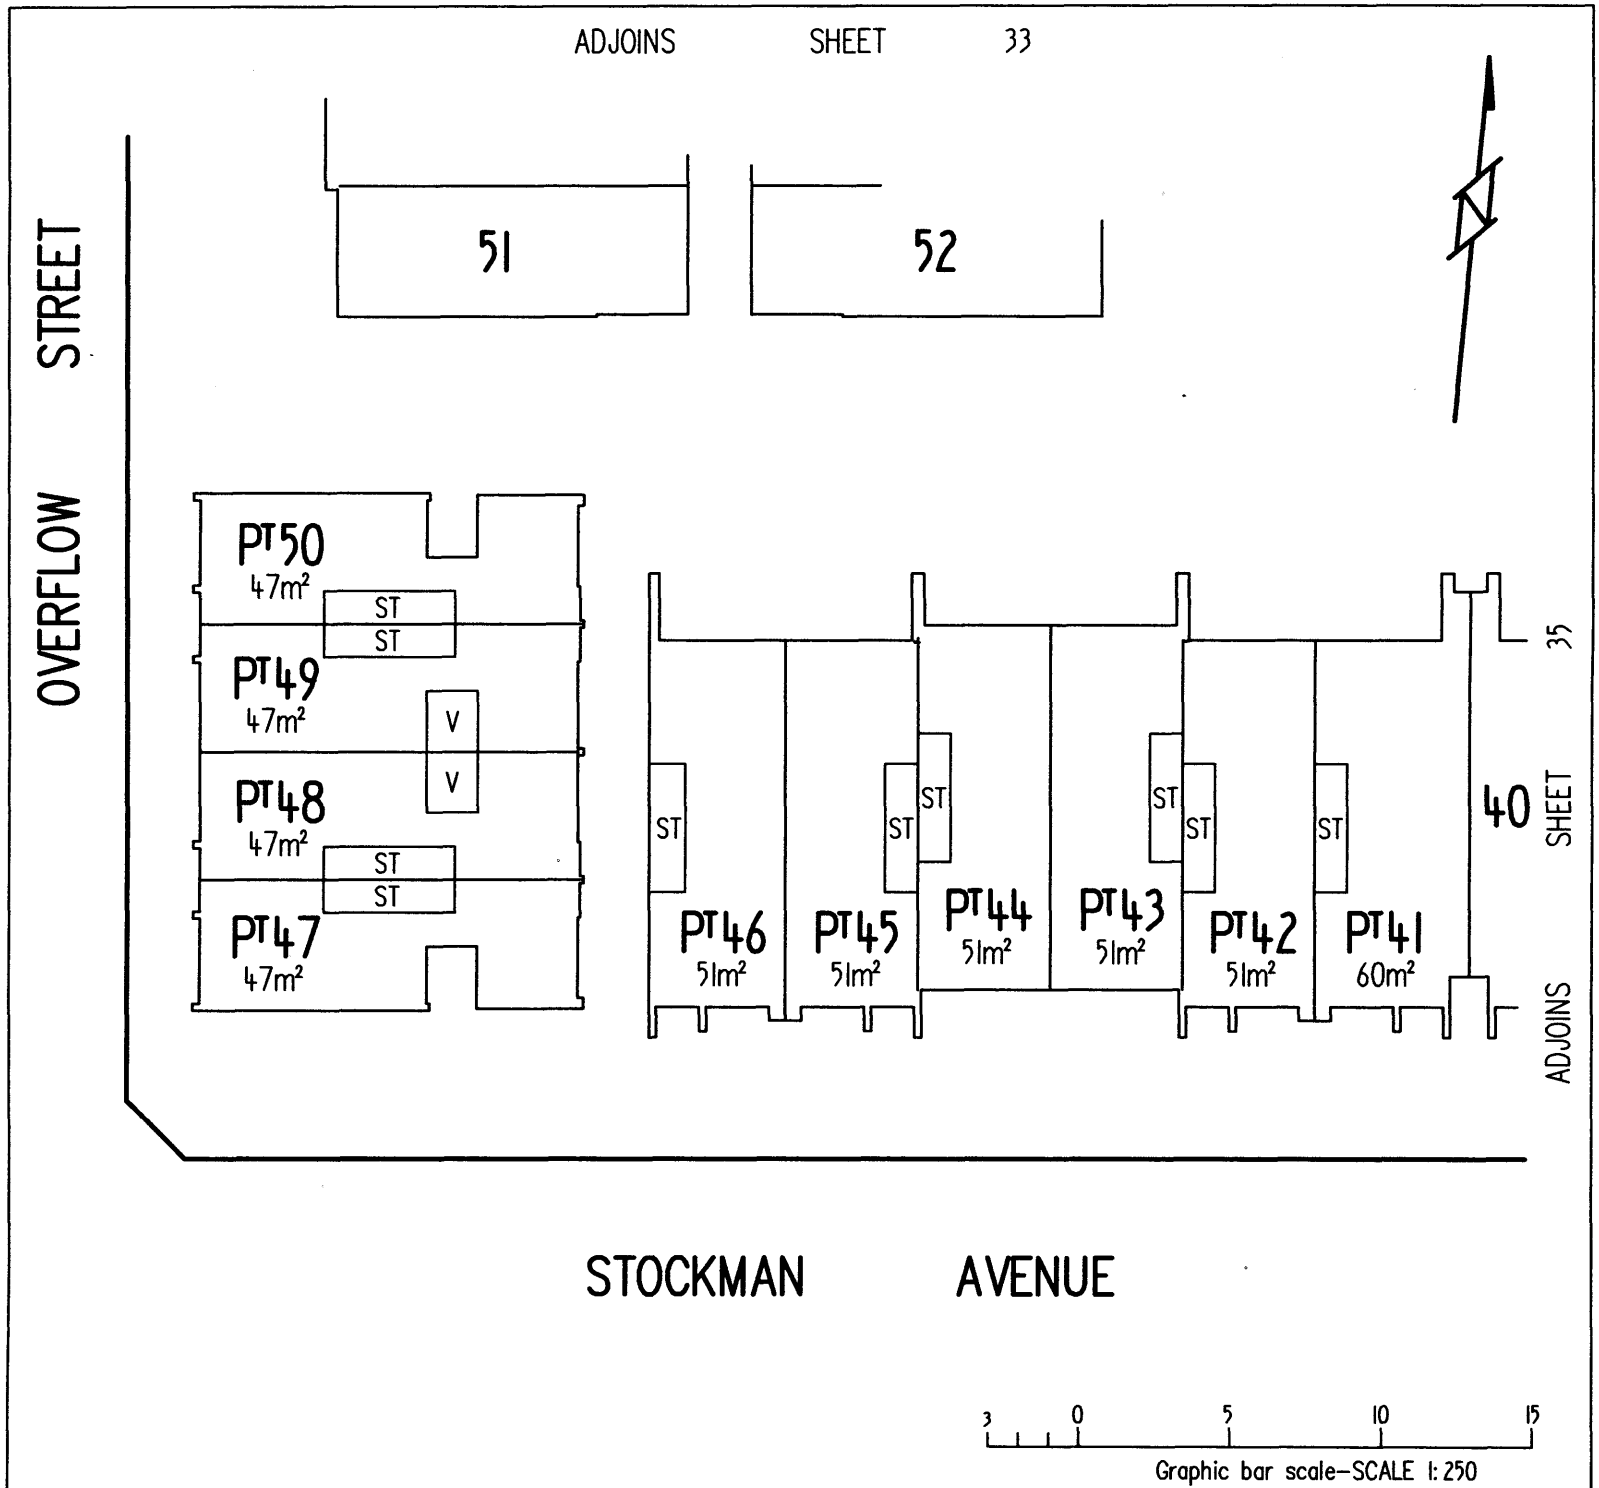 ADJOINS SHEET 33
OVERFLOW STREET
51
52
PT50
47m²
ST
ST
PT49
47m²
V
V
PT48
47m²
ST
ST
PT47
47m²
ST
PT46
51m²
ST
PT45
51m²
ST
PT44
51m²
ST
PT43
51m²
ST
PT42
51m²
ST
PT41
60m²
40
ADJOINS SHEET 35
STOCKMAN AVENUE
3 0 5 10 15
Graphic bar scale-SCALE 1:250